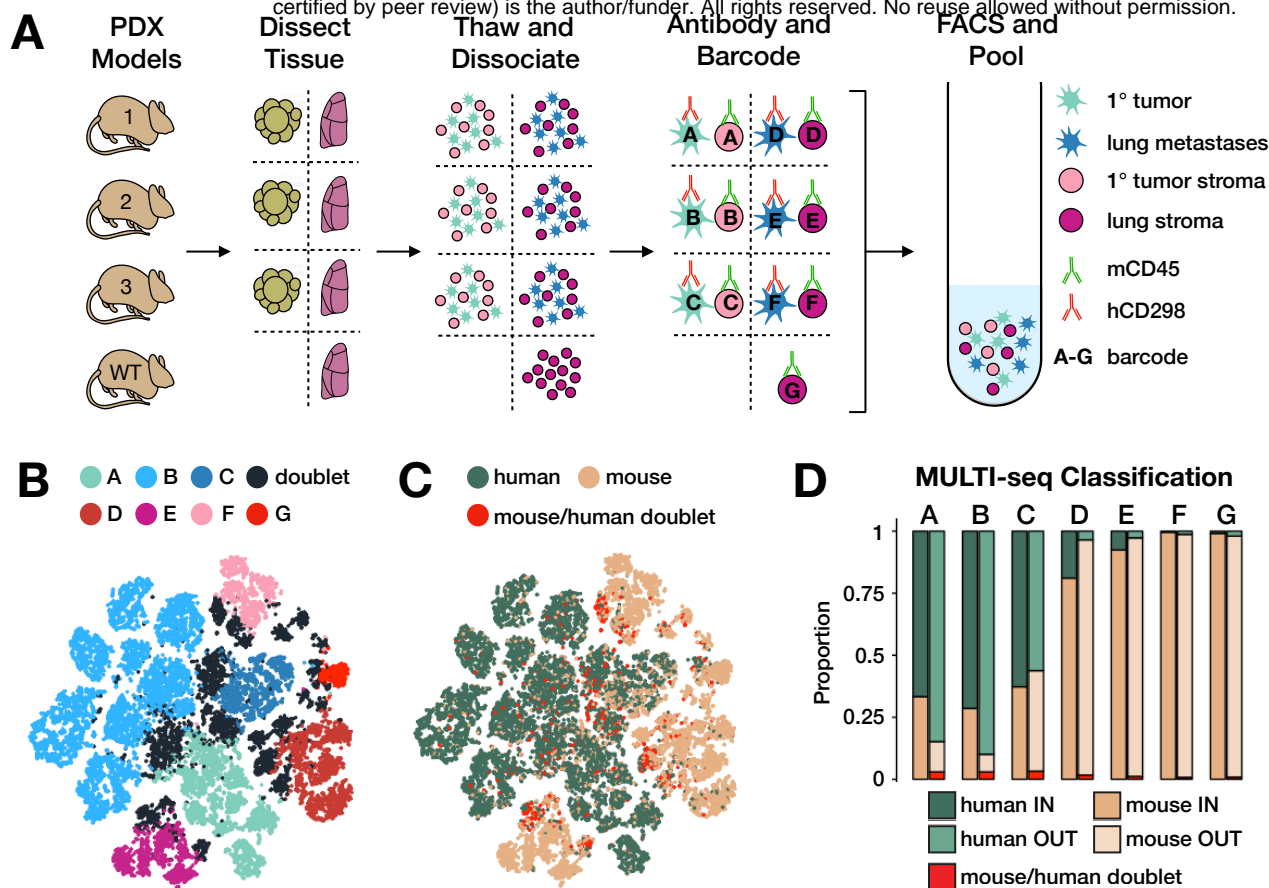 certified by peer review) is the author/funder. All rights reserved. No reuse allowed without permission.
A
PDX
Models
Dissect
Tissue
Thaw and
Dissociate
Antibody and
Barcode
FACS and
Pool
1
2
3
WT
A A D D
B B E E
C C F F
G
1° tumor
lung metastases
1° tumor stroma
lung stroma
mCD45
hCD298
A-G barcode
B
A B C doublet
D E F G
C
human mouse
mouse/human doublet
D
MULTI-seq Classification
A B C D E F G
Proportion
1
0.75
0.5
0.25
0
human IN mouse IN
human OUT mouse OUT
mouse/human doublet